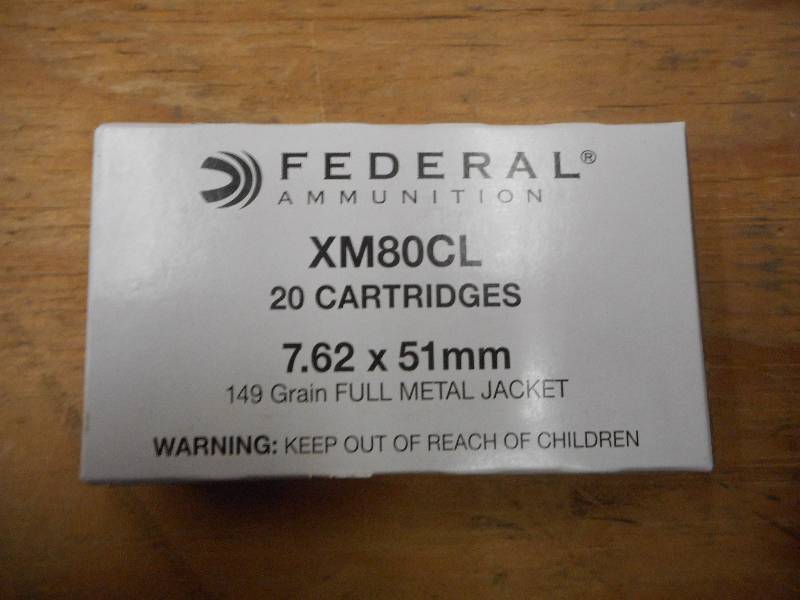 FEDERAL®
AMMUNITION
XM80CL
20 CARTRIDGES
7.62 x 51mm
149 Grain FULL METAL JACKET
WARNING: KEEP OUT OF REACH OF CHILDREN